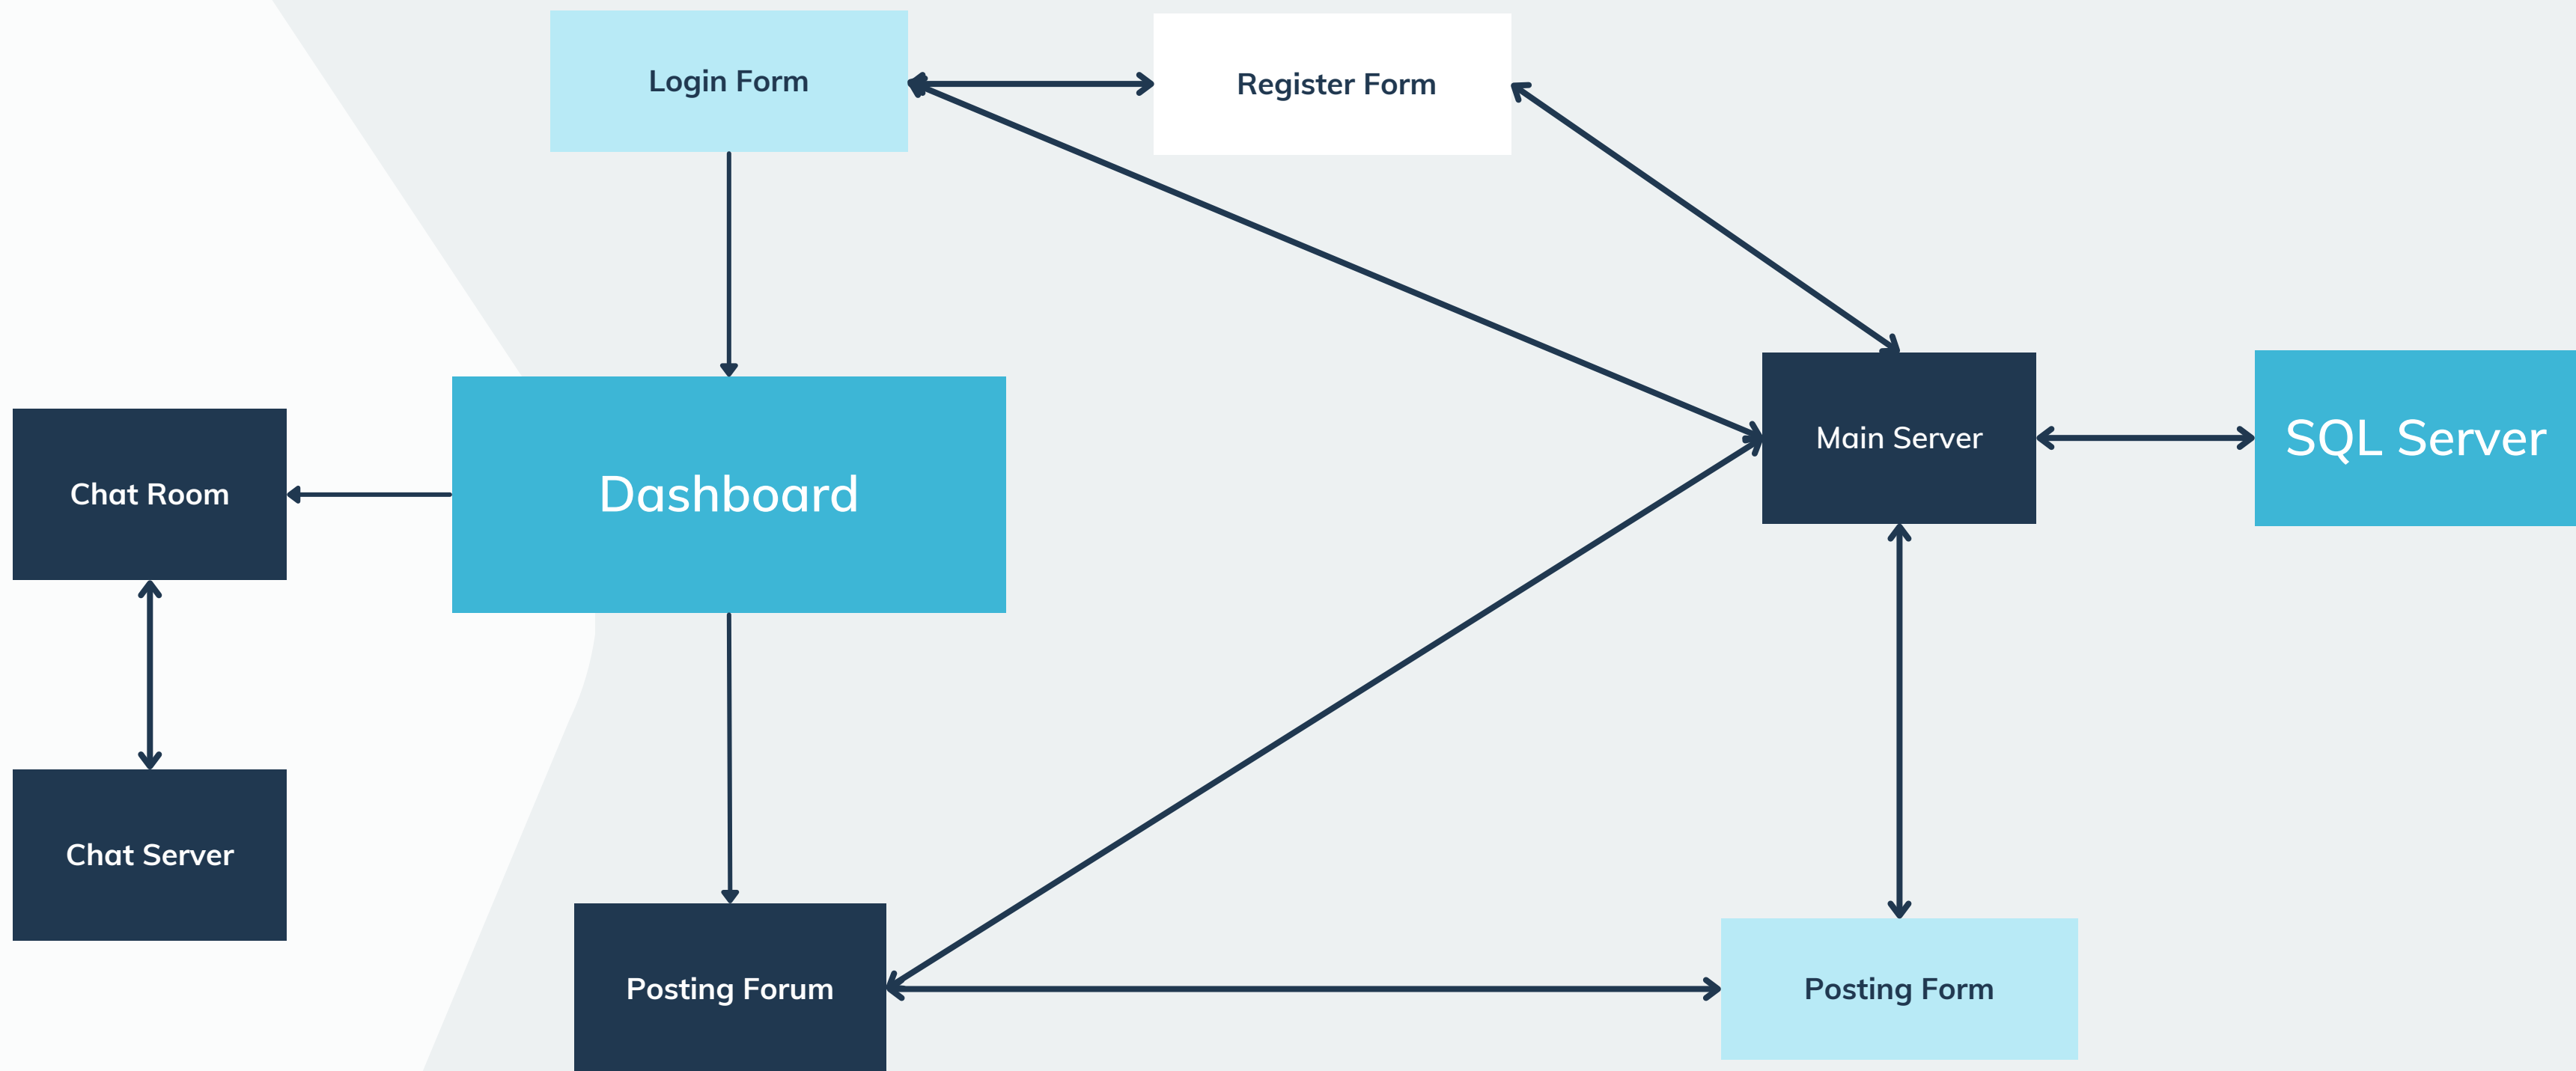 Login Form
Register Form
Main Server
SQL Server
Chat Room
Dashboard
Chat Server
Posting Forum
Posting Form